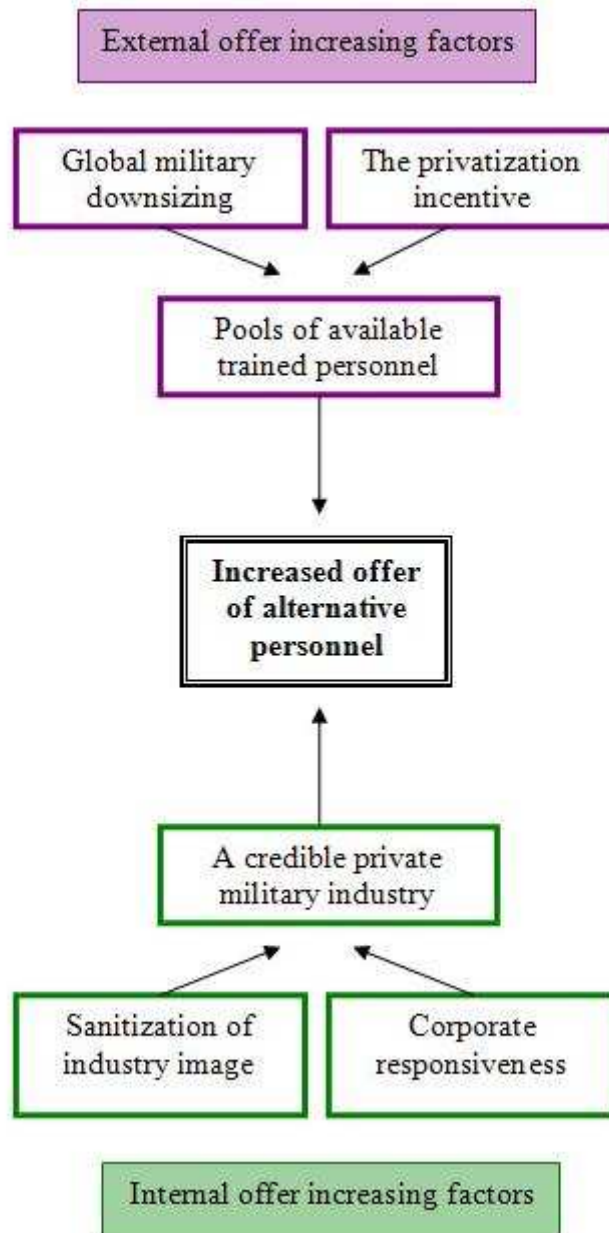 External offer increasing factors
Global military
downsizing
The privatization
incentive
Pools of available
trained personnel
Increased offer
of alternative
personnel
A credible private
military industry
Sanitization of
industry image
Corporate
responsiveness
Internal offer increasing factors